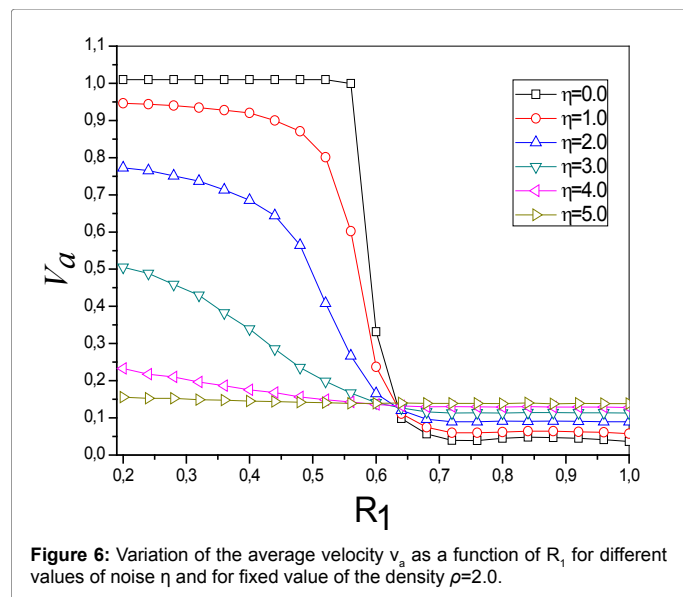 1,1
1,0
0,9
0,8
0,7
0,6
0,5
0,4
0,3
0,2
0,1
0,0
Va
η=0.0
η=1.0
η=2.0
η=3.0
η=4.0
η=5.0
0,2 0,3 0,4 0,5 0,6 0,7 0,8 0,9 1,0
R1
Figure 6: Variation of the average velocity va as a function of R1 for different
values of noise η and for fixed value of the density ρ=2.0.